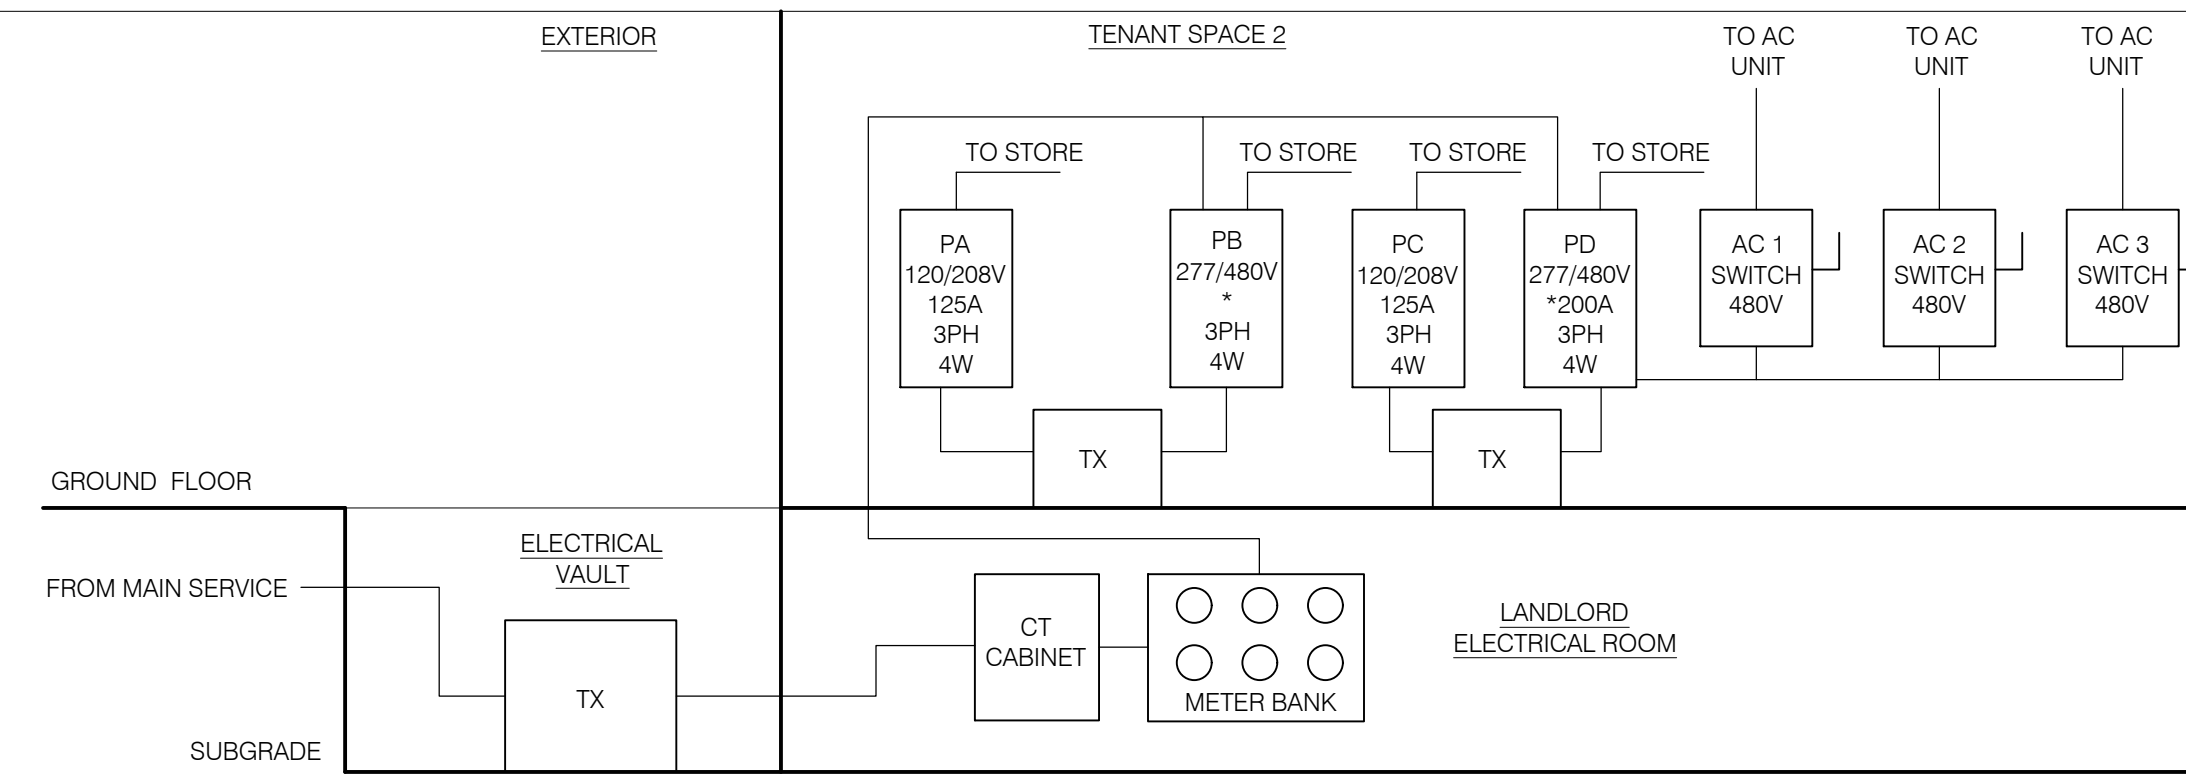 EXTERIOR
TENANT SPACE 2
TO AC
UNIT
TO AC
UNIT
TO AC
UNIT
TO STORE
TO STORE
TO STORE
TO STORE
PA
120/208V
125A
3PH
4W
PB
277/480V
*
3PH
4W
PC
120/208V
125A
3PH
4W
PD
277/480V
*200A
3PH
4W
AC 1
SWITCH
480V
AC 2
SWITCH
480V
AC 3
SWITCH
480V
TX
TX
GROUND FLOOR
ELECTRICAL
VAULT
FROM MAIN SERVICE
TX
SUBGRADE
CT
CABINET
METER BANK
LANDLORD
ELECTRICAL ROOM